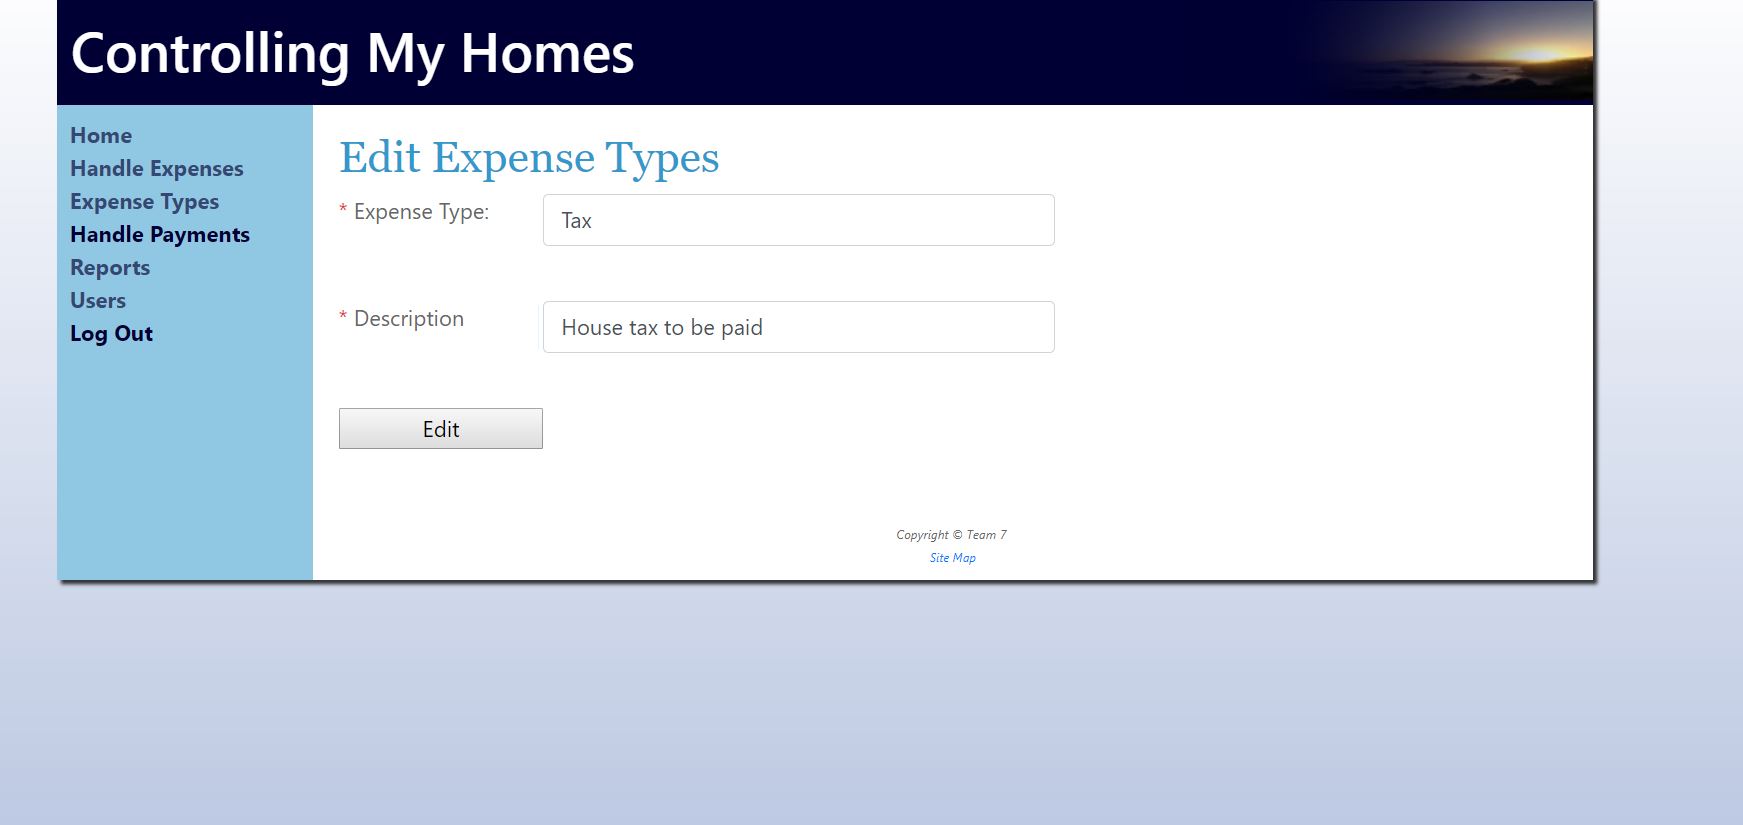 Controlling My Homes
Home
Handle Expenses
Expense Types
Handle Payments
Reports
Users
Log Out
Edit Expense Types
* Expense Type: Tax
* Description House tax to be paid
Edit
Copyright © Team 7
Site Map